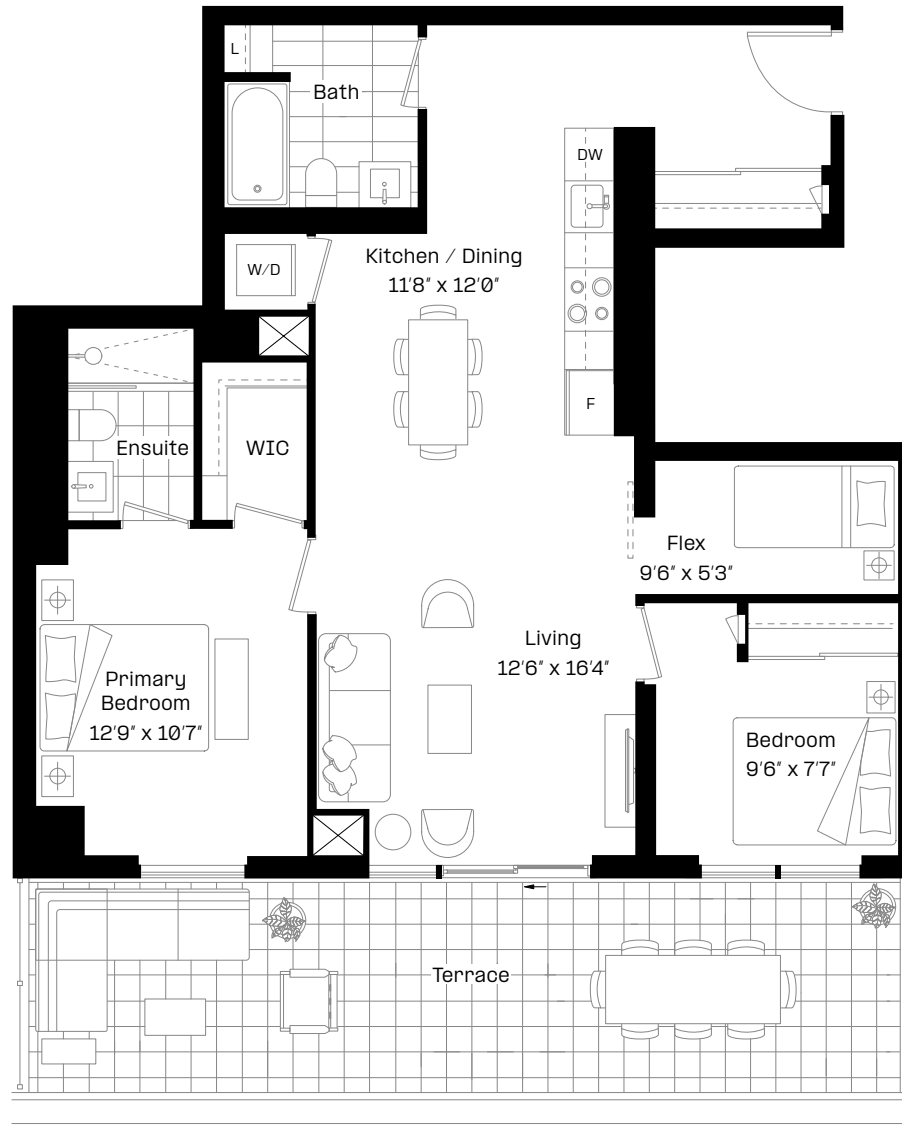 L
Bath
DW
W/D
Kitchen / Dining
11'8" x 12'0"
F
Ensuite
WIC
Flex
9'6" x 5'3"
Living
12'6" x 16'4"
Primary
Bedroom
12'9" x 10'7"
Bedroom
9'6" x 7'7"
Terrace